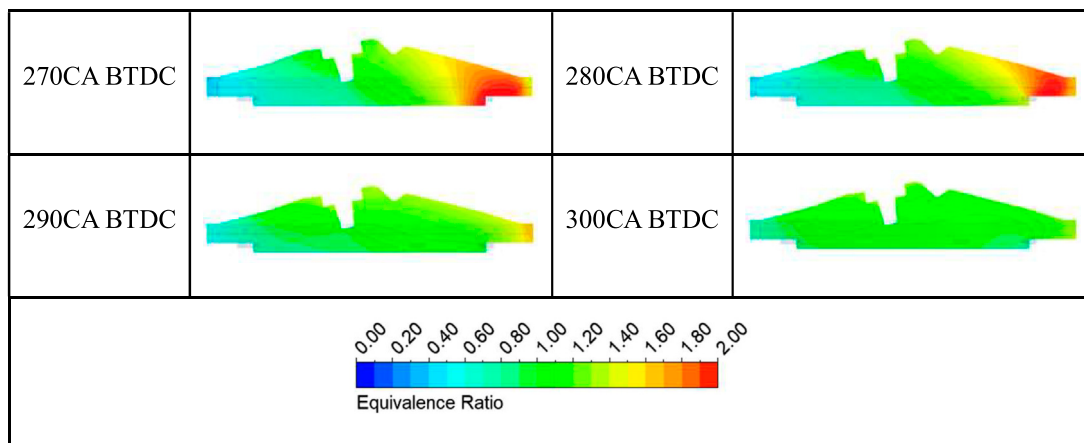 270CA BTDC
280CA BTDC
290CA BTDC
300CA BTDC
0.00 0.20 0.40 0.60 0.80 1.00 1.20 1.40 1.60 1.80 2.00
Equivalence Ratio